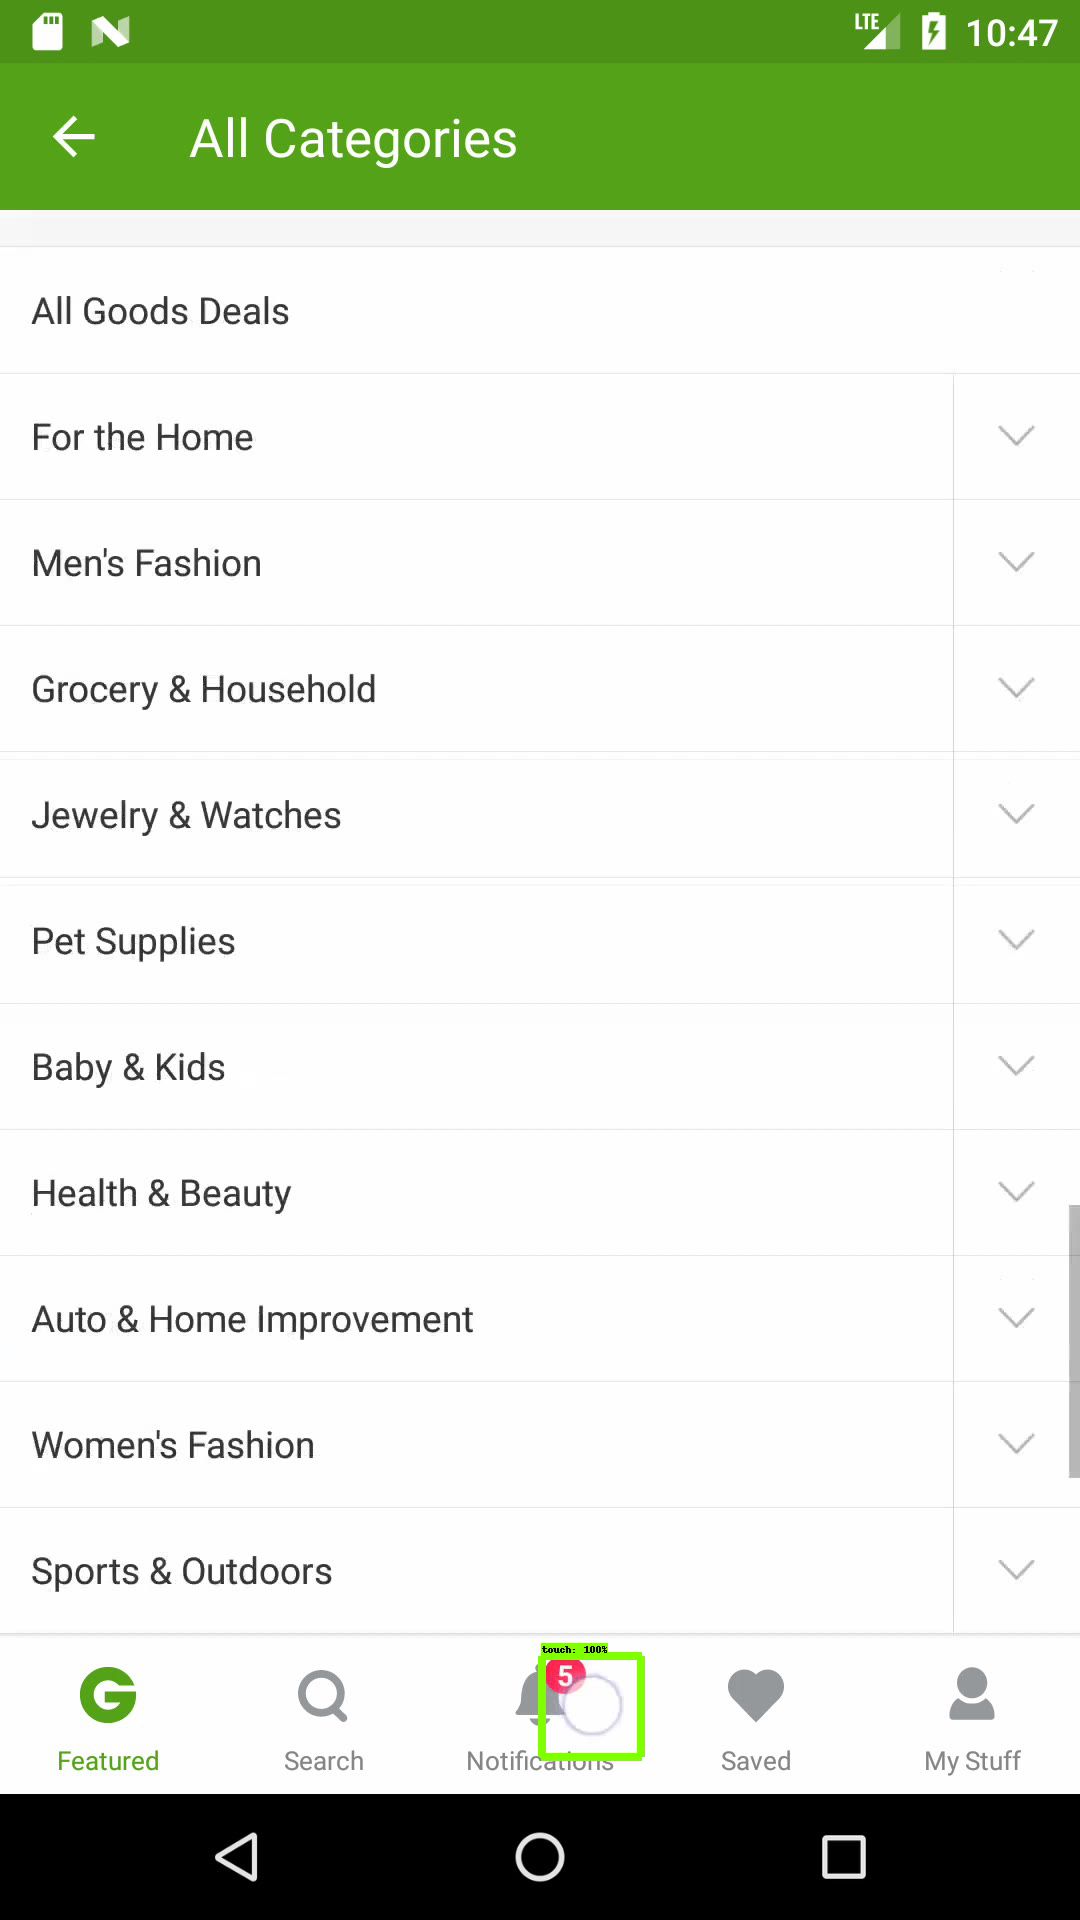 LTE 10:47
All Categories
All Goods Deals
For the Home
Men's Fashion
Grocery & Household
Jewelry & Watches
Pet Supplies
Baby & Kids
Health & Beauty
Auto & Home Improvement
Women's Fashion
Sports & Outdoors
touch: 100%
5
Featured Search Notifications Saved My Stuff